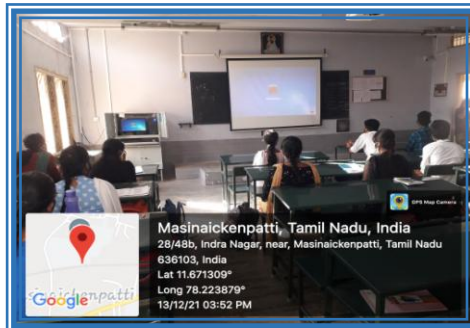 GPS Map Camera
Masinaickenpatti, Tamil Nadu, India
28/48b, Indra Nagar, near, Masinaickenpatti, Tamil Nadu
636103, India
Lat 11.671309°
Long 78.223879°
13/12/21 03:52 PM
Google